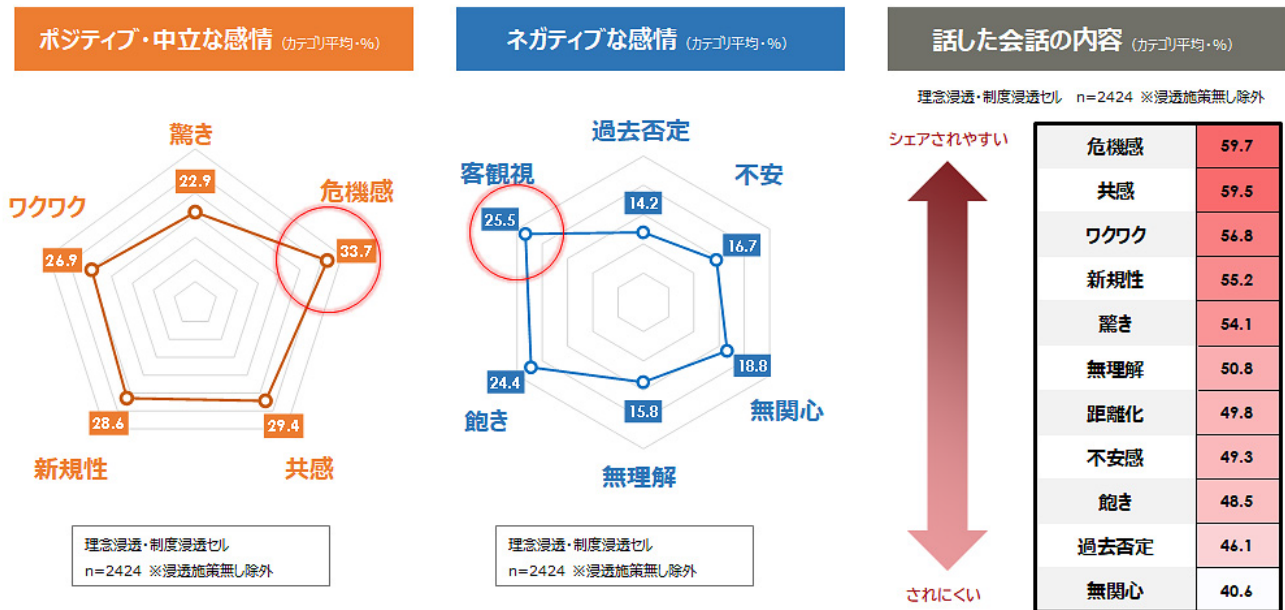 ポジティブ・中立な感情 (カテゴリ平均・%)
驚き
22.9
危機感
33.7
共感
29.4
新規性
28.6
ワクワク
26.9
理念浸透・制度浸透セル
n=2424 ※浸透施策無し除外
ネガティブな感情 (カテゴリ平均・%)
過去否定
14.2
不安
16.7
無関心
18.8
無理解
15.8
飽き
24.4
客観視
25.5
理念浸透・制度浸透セル
n=2424 ※浸透施策無し除外
話した会話の内容 (カテゴリ平均・%)
理念浸透・制度浸透セル n=2424 ※浸透施策無し除外
シェアされやすい
危機感 59.7
共感 59.5
ワクワク 56.8
新規性 55.2
驚き 54.1
無理解 50.8
距離化 49.8
不安感 49.3
飽き 48.5
過去否定 46.1
無関心 40.6
されにくい